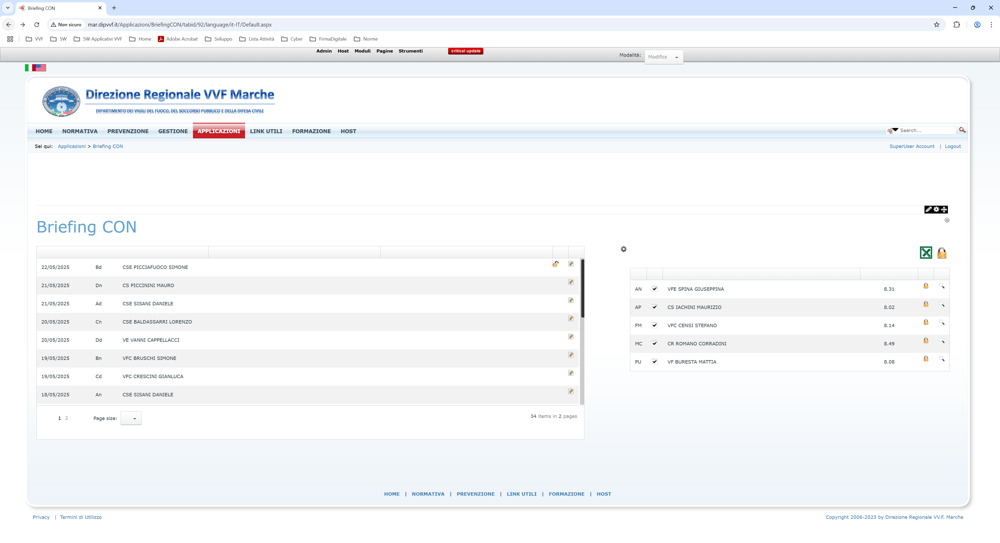 Briefing CON
Non sicuro mar.dipvvf.it/Applicazioni/BriefingCON/tabid/92/language/it-IT/Default.aspx
VVF SW SW Applicativi VVF Home Adobe Acrobat Sviluppo Lista Attività Cyber FirmaDigitale Norme
Admin Host Moduli Pagine Strumenti critical update Modalità: Modifica
MINISTERO DELL'INTERNO
Direzione Regionale VVF Marche
DIPARTIMENTO DEI VIGILI DEL FUOCO, DEL SOCCORSO PUBBLICO E DELLA DIFESA CIVILE
HOME NORMATIVA PREVENZIONE GESTIONE APPLICAZIONI LINK UTILI FORMAZIONE HOST Search...
Sei qui: Applicazioni > Briefing CON SuperUser Account | Logout
Briefing CON
22/05/2025 Bd CSE PICCIAFUOCO SIMONE
21/05/2025 Dn CS PICCININI MAURO
21/05/2025 Ad CSE SISANI DANIELE
20/05/2025 Cn CSE BALDASSARRI LORENZO
20/05/2025 Dd VE VANNI CAPPELLACCI
19/05/2025 Bn VFC BRUSCHI SIMONE
19/05/2025 Cd VFC CRESCINI GIANLUCA
18/05/2025 An CSE SISANI DANIELE
1 2 Page size: 34 items in 2 pages
AN VFE SPINA GIUSEPPINA 8.31
AP CS IACHINI MAURIZIO 8.02
FM VFC CENSI STEFANO 8.14
MC CR ROMANO CORRADINI 8.49
PU VF BURESTA MATTIA 8.08
HOME | NORMATIVA | PREVENZIONE | LINK UTILI | FORMAZIONE | HOST
Privacy | Termini di Utilizzo Copyright 2006-2023 by Direzione Regionale VV.F. Marche